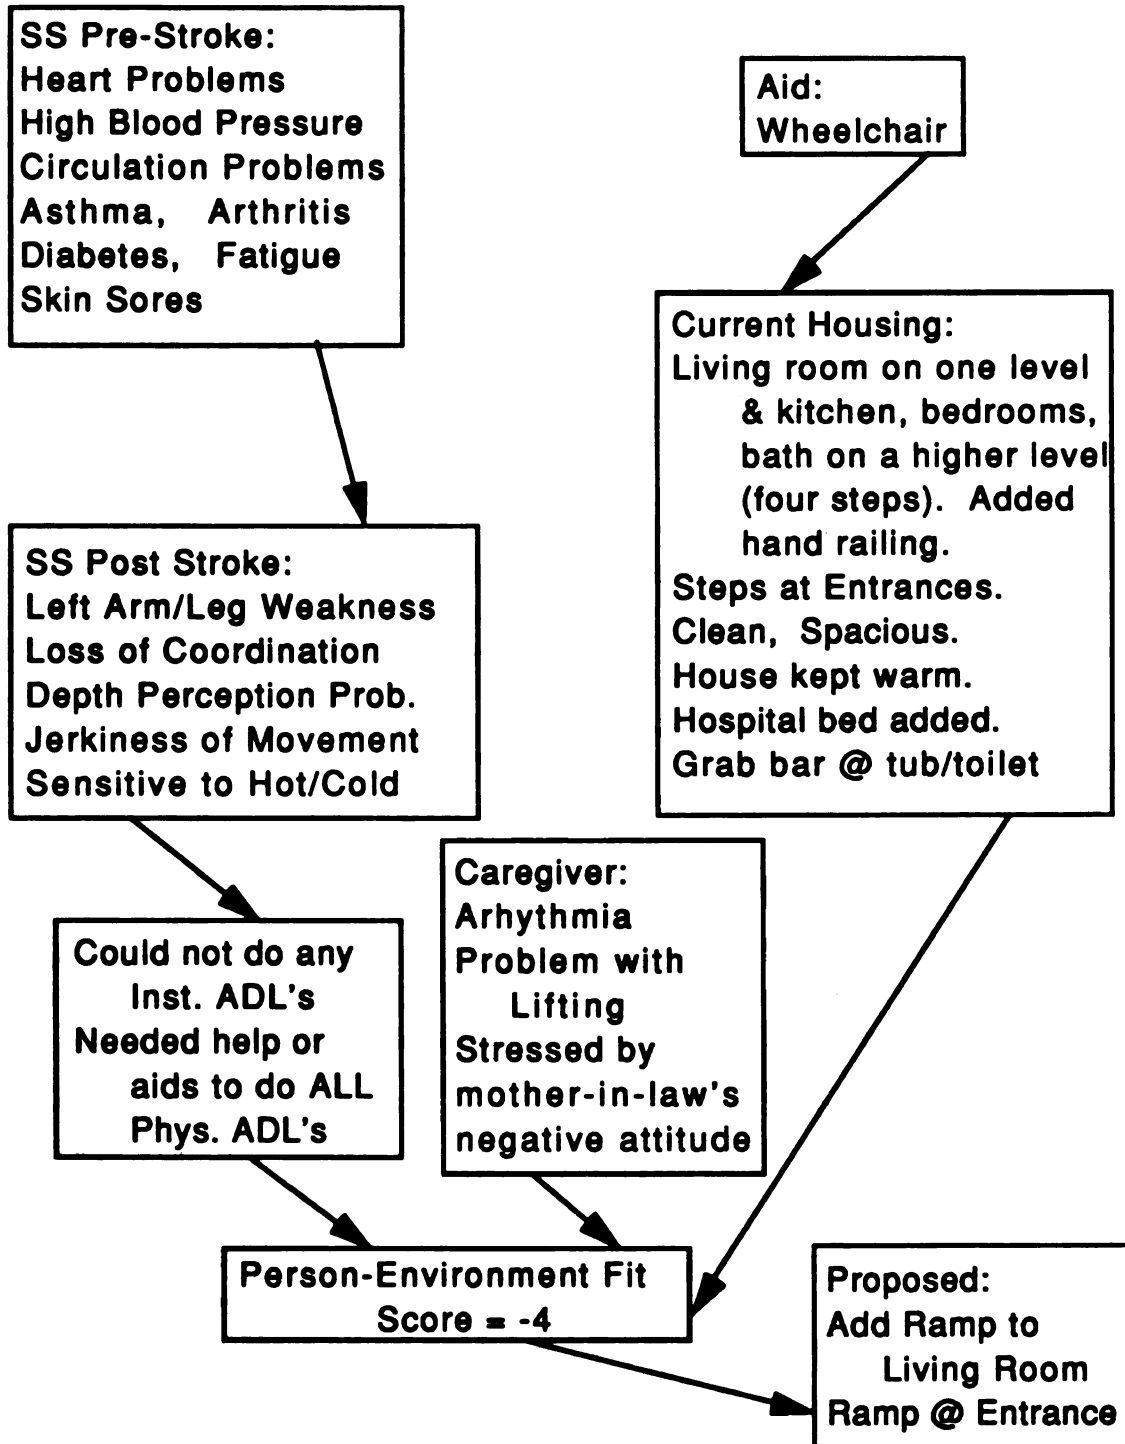 SS Pre-Stroke:
Heart Problems
High Blood Pressure
Circulation Problems
Asthma, Arthritis
Diabetes, Fatigue
Skin Sores
Aid:
Wheelchair
Current Housing:
Living room on one level
& kitchen, bedrooms,
bath on a higher level
(four steps). Added
hand railing.
Steps at Entrances.
Clean, Spacious.
House kept warm.
Hospital bed added.
Grab bar @ tub/toilet
SS Post Stroke:
Left Arm/Leg Weakness
Loss of Coordination
Depth Perception Prob.
Jerkiness of Movement
Sensitive to Hot/Cold
Could not do any
Inst. ADL's
Needed help or
aids to do ALL
Phys. ADL's
Caregiver:
Arhythmia
Problem with
Lifting
Stressed by
mother-in-law's
negative attitude
Person-Environment Fit
Score = -4
Proposed:
Add Ramp to
Living Room
Ramp @ Entrance